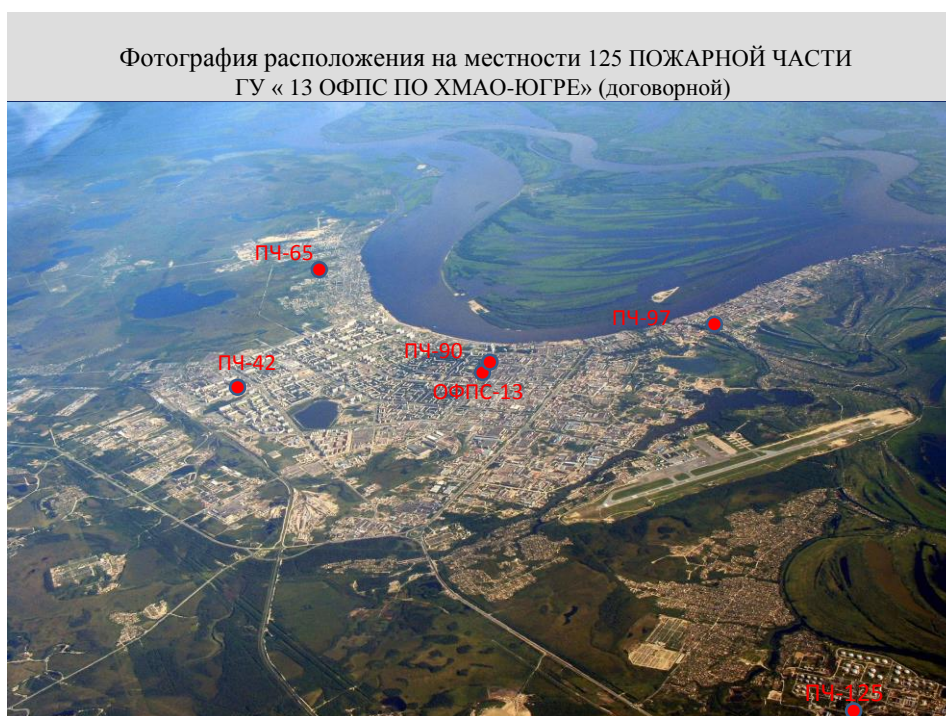 Фотография расположения на местности 125 ПОЖАРНОЙ ЧАСТИ
ГУ « 13 ОФПС ПО ХМАО-ЮГРЕ» (договорной)
ПЧ-65
ПЧ-97
ПЧ-90
ПЧ-42
ОФПС-13
ПЧ-125